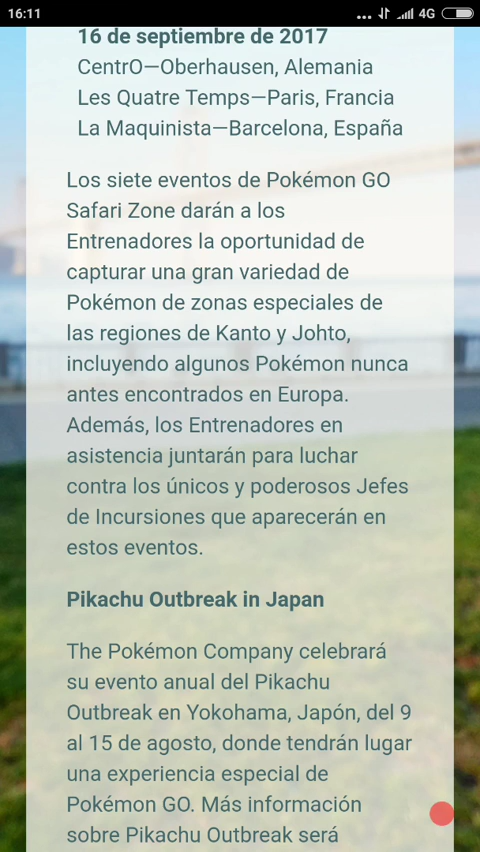 16:11
4G
16 de septiembre de 2017
CentrO—Oberhausen, Alemania
Les Quatre Temps—Paris, Francia
La Maquinista—Barcelona, España
Los siete eventos de Pokémon GO
Safari Zone darán a los
Entrenadores la oportunidad de
capturar una gran variedad de
Pokémon de zonas especiales de
las regiones de Kanto y Johto,
incluyendo algunos Pokémon nunca
antes encontrados en Europa.
Además, los Entrenadores en
asistencia juntarán para luchar
contra los únicos y poderosos Jefes
de Incursiones que aparecerán en
estos eventos.
Pikachu Outbreak in Japan
The Pokémon Company celebrará
su evento anual del Pikachu
Outbreak en Yokohama, Japón, del 9
al 15 de agosto, donde tendrán lugar
una experiencia especial de
Pokémon GO. Más información
sobre Pikachu Outbreak será